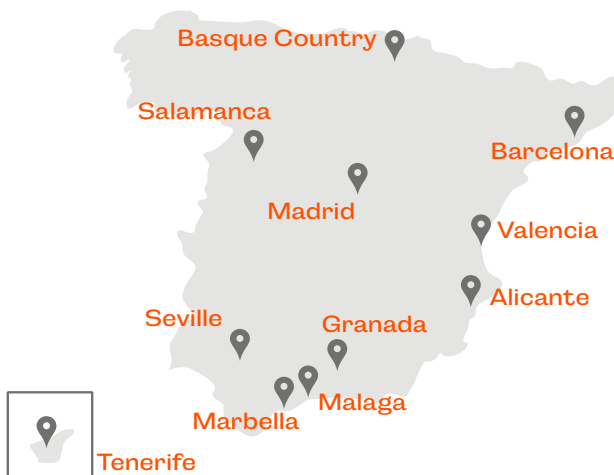 Basque Country
Salamanca
Barcelona
Madrid
Valencia
Alicante
Seville
Granada
Malaga
Marbella
Tenerife